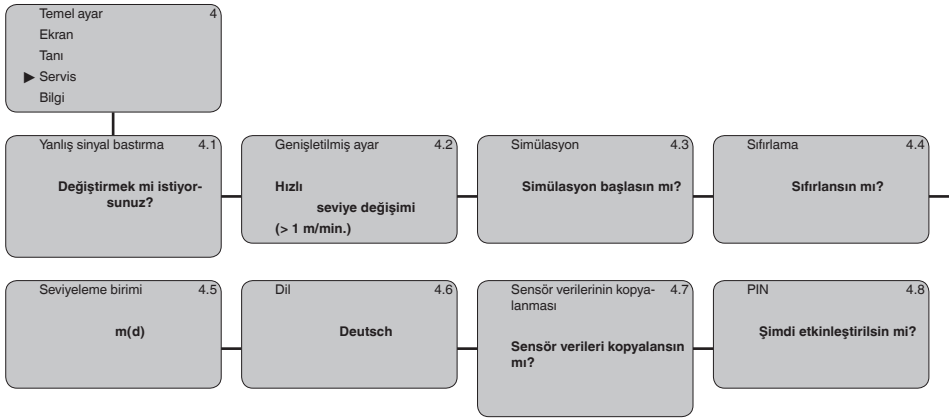 Temel ayar 4
Ekran
Tanı
▶ Servis
Bilgi
Yanlış sinyal bastırma 4.1
Değiştirmek mi istiyor-
sunuz?
Genişletilmiş ayar 4.2
Hızlı
seviye değişimi
(> 1 m/min.)
Simülasyon 4.3
Simülasyon başlasın mı?
Sıfırlama 4.4
Sıfırlansın mı?
Seviyeleme birimi 4.5
m(d)
Dil 4.6
Deutsch
Sensör verilerinin kopya- 4.7
lanması
Sensör verileri kopyalansın
mı?
PIN 4.8
Şimdi etkinleştirilsin mi?